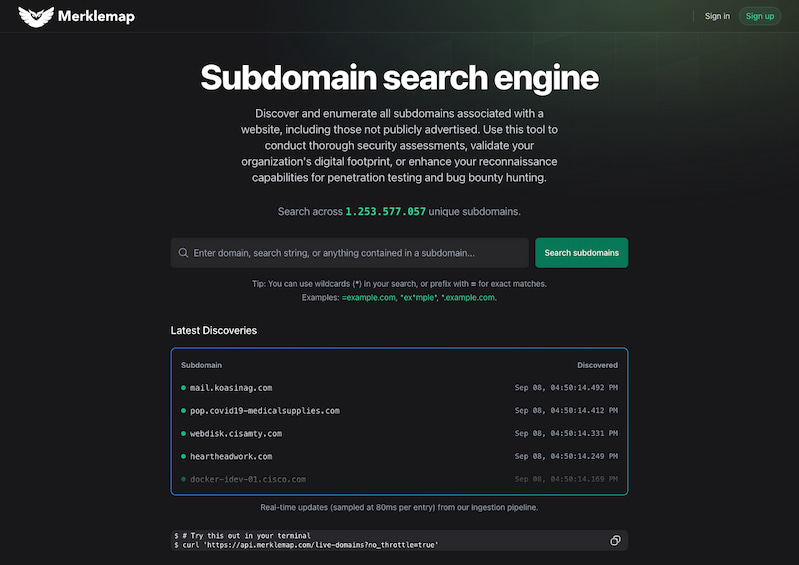 Merklemap
Sign in
Sign up
Subdomain search engine
Discover and enumerate all subdomains associated with a
website, including those not publicly advertised. Use this tool to
conduct thorough security assessments, validate your
organization's digital footprint, or enhance your reconnaissance
capabilities for penetration testing and bug bounty hunting.
Search across 1.253.577.057 unique subdomains.
Enter domain, search string, or anything contained in a subdomain...
Search subdomains
Tip: You can use wildcards (*) in your search, or prefix with = for exact matches.
Examples: =example.com, *ex*mple*, *.example.com.
Latest Discoveries
Subdomain Discovered
mail.koasinag.com Sep 08, 04:50:14.492 PM
pop.covid19-medicalsupplies.com Sep 08, 04:50:14.412 PM
webdisk.cisamty.com Sep 08, 04:50:14.331 PM
heartheadwork.com Sep 08, 04:50:14.249 PM
docker-idev-01.cisco.com Sep 08, 04:50:14.169 PM
Real-time updates (sampled at 80ms per entry) from our ingestion pipeline.
$ # Try this out in your terminal
$ curl 'https://api.merklemap.com/live-domains?no_throttle=true'